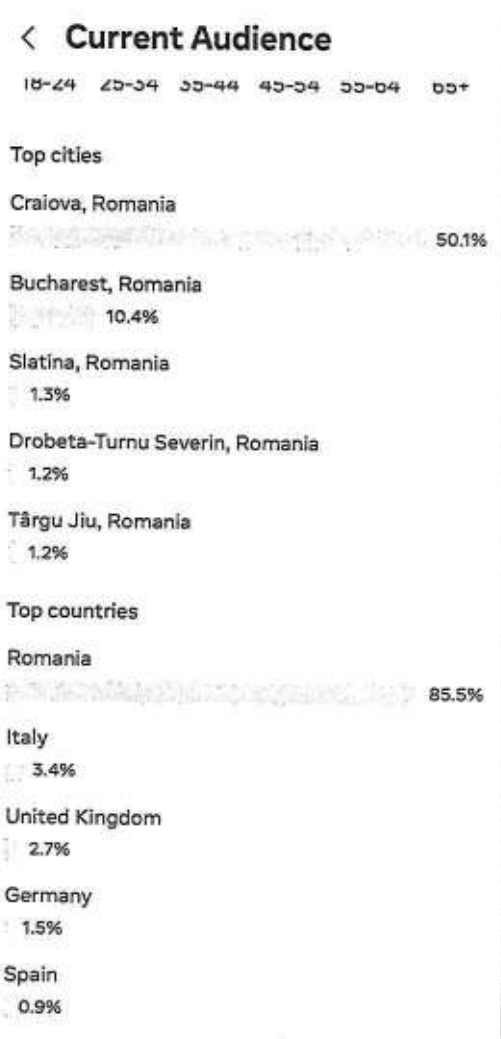 < Current Audience
18-24 25-34 35-44 45-54 55-64 65+
Top cities
Craiova, Romania
50.1%
Bucharest, Romania
10.4%
Slatina, Romania
1.3%
Drobeta-Turnu Severin, Romania
1.2%
Târgu Jiu, Romania
1.2%
Top countries
Romania
85.5%
Italy
3.4%
United Kingdom
2.7%
Germany
1.5%
Spain
0.9%